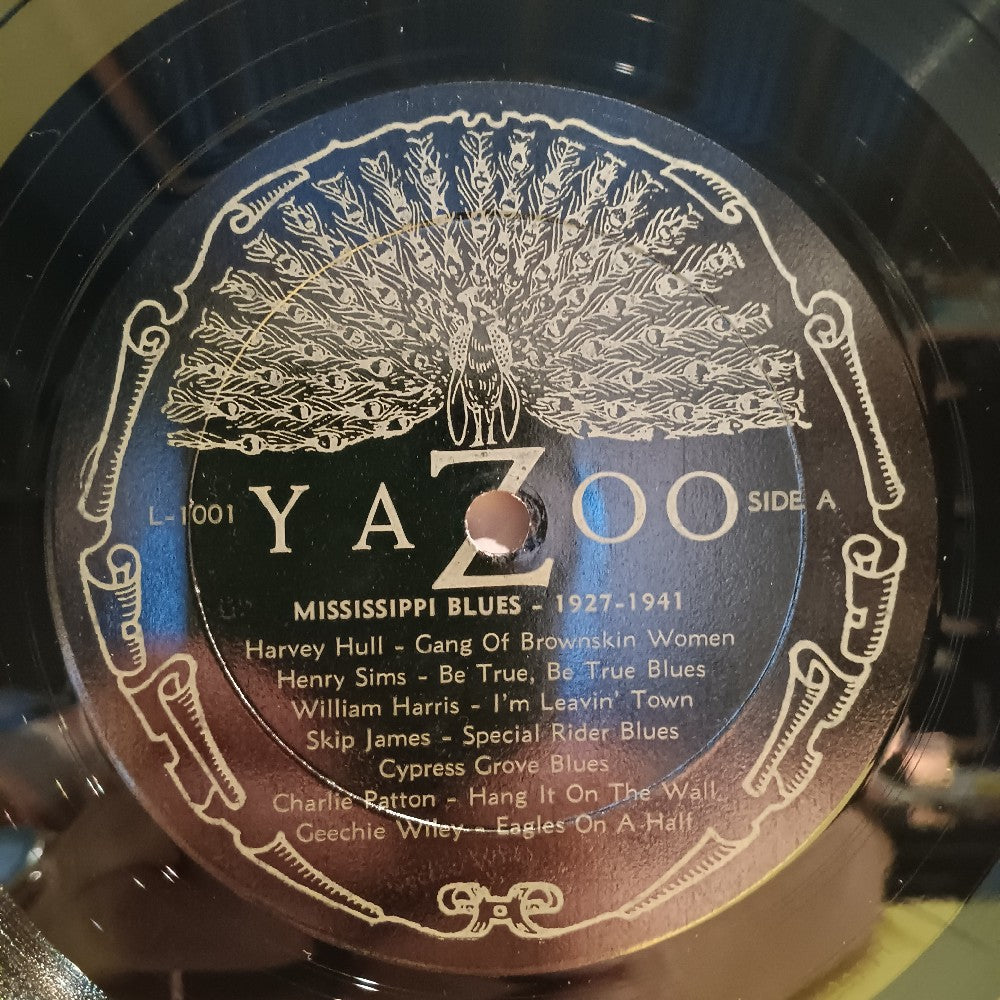 L-1001 YAZOO SIDE A
MISSISSIPPI BLUES - 1927-1941
Harvey Hull - Gang Of Brownskin Women
Henry Sims - Be True, Be True Blues
William Harris - I'm Leavin' Town
Skip James - Special Rider Blues
Cypress Grove Blues
Charlie Patton - Hang It On The Wall
Geechie Wiley - Eagles On A Half